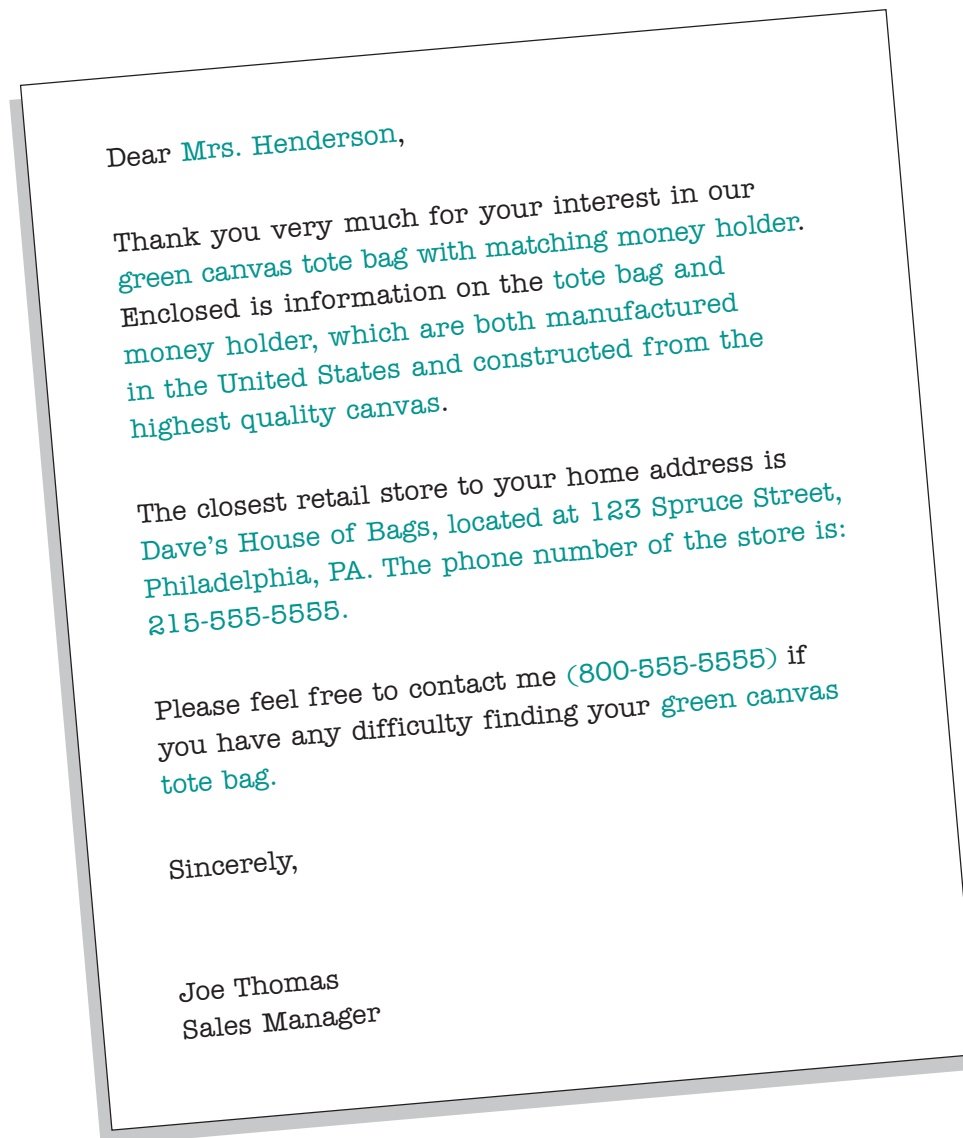 Dear Mrs. Henderson,
Thank you very much for your interest in our
green canvas tote bag with matching money holder.
Enclosed is information on the tote bag and
money holder, which are both manufactured
in the United States and constructed from the
highest quality canvas.
The closest retail store to your home address is
Dave’s House of Bags, located at 123 Spruce Street,
Philadelphia, PA. The phone number of the store is:
215-555-5555.
Please feel free to contact me (800-555-5555) if
you have any difficulty finding your green canvas
tote bag.
Sincerely,
Joe Thomas
Sales Manager